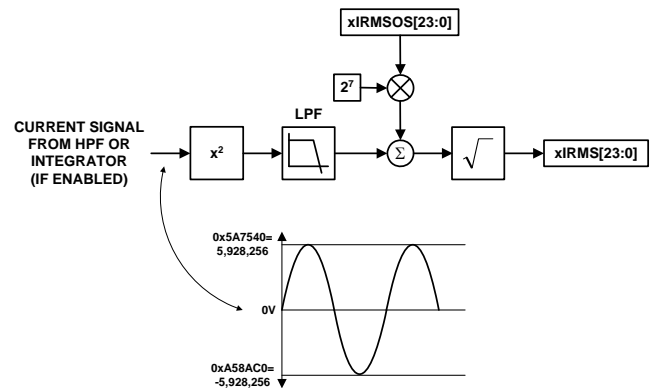 xIRMSOS[23:0]
2⁷
LPF
CURRENT SIGNAL
FROM HPF OR
INTEGRATOR
(IF ENABLED)
x²
Σ
√
xIRMS[23:0]
0x5A7540=
5,928,256
0V
0xA58AC0=
-5,928,256